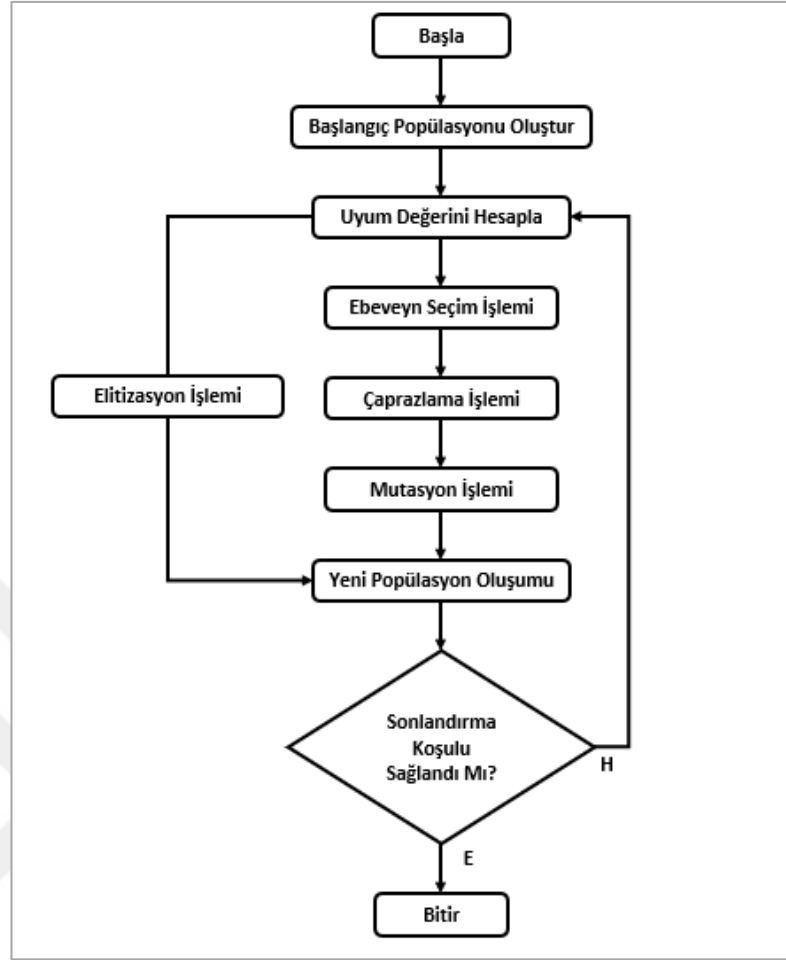 Başla
Başlangıç Popülasyonu Oluştur
Uyum Değerini Hesapla
Ebeveyn Seçim İşlemi
Elitizasyon İşlemi
Çaprazlama İşlemi
Mutasyon İşlemi
Yeni Popülasyon Oluşumu
Sonlandırma
Koşulu
Sağlandı Mı?
H
E
Bitir